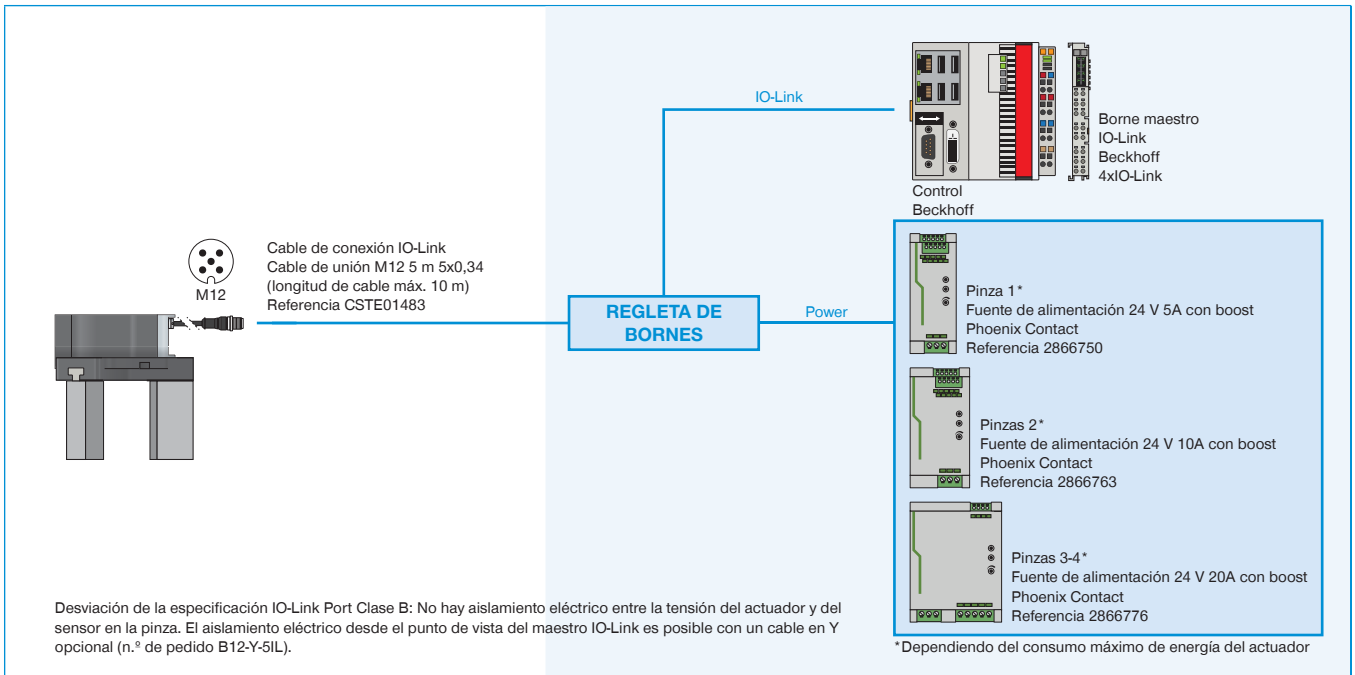 IO-Link
Borne maestro
IO-Link
Beckhoff
4xIO-Link
Control
Beckhoff
M12
Cable de conexión IO-Link
Cable de unión M12 5 m 5x0,34
(longitud de cable máx. 10 m)
Referencia CSTE01483
REGLETA DE
BORNES
Power
Pinza 1*
Fuente de alimentación 24 V 5A con boost
Phoenix Contact
Referencia 2866750
Pinzas 2*
Fuente de alimentación 24 V 10A con boost
Phoenix Contact
Referencia 2866763
Pinzas 3-4*
Fuente de alimentación 24 V 20A con boost
Phoenix Contact
Referencia 2866776
Desviación de la especificación IO-Link Port Clase B: No hay aislamiento eléctrico entre la tensión del actuador y del
sensor en la pinza. El aislamiento eléctrico desde el punto de vista del maestro IO-Link es posible con un cable en Y
opcional (n.º de pedido B12-Y-5IL).
*Dependiendo del consumo máximo de energía del actuador